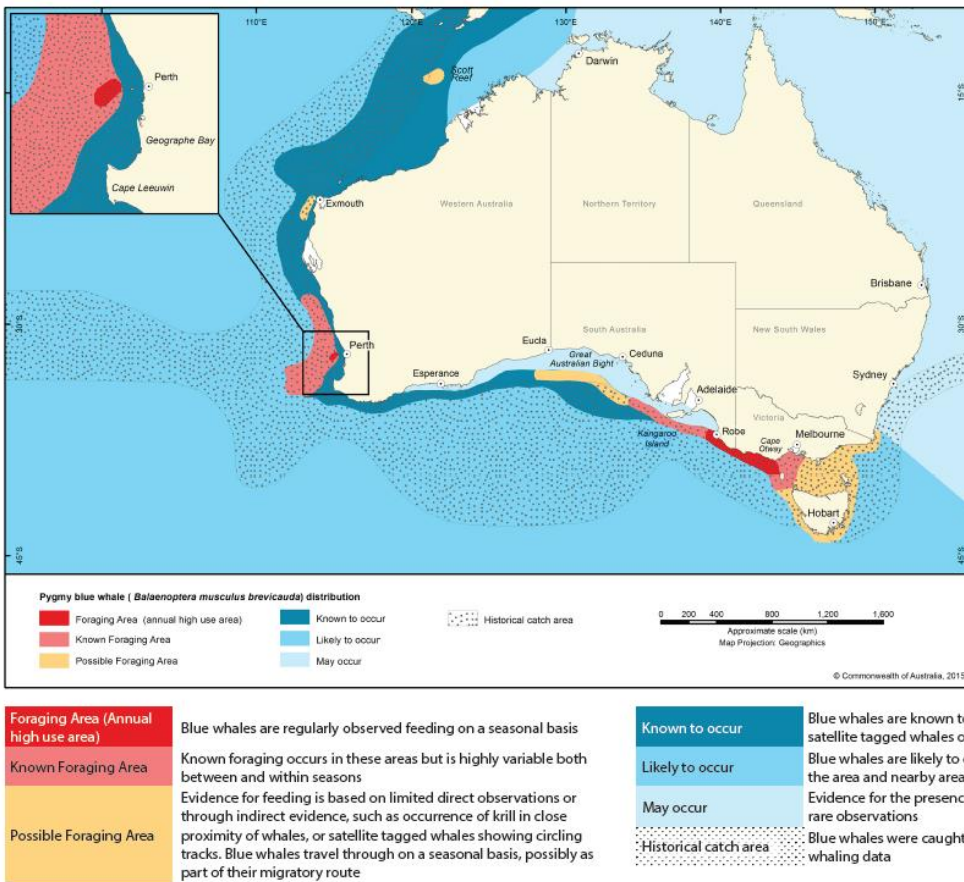 110°E
120°E
130°E
140°E
150°E
Perth
Geographe Bay
Cape Leeuwin
Scott
Reef
Darwin
15°S
Exmouth
Western Australia
Northern Territory
Queensland
Brisbane
30°S
30°S
South Australia
New South Wales
Perth
Eucla
Great
Australian Bight
Ceduna
Esperance
Sydney
Adelaide
Victoria
Kangaroo
Island
Robe
Cape
Otway
Melbourne
Hobart
45°S
45°S
Pygmy blue whale ( Balaenoptera musculus brevicauda) distribution
Foraging Area (annual high use area)
Known Foraging Area
Possible Foraging Area
Known to occur
Likely to occur
May occur
Historical catch area
0 200 400 800 1,200 1,600
Approximate scale (km)
Map Projection: Geographics
© Commonwealth of Australia, 2015
Foraging Area (Annual
high use area)
Blue whales are regularly observed feeding on a seasonal basis
Known Foraging Area
Known foraging occurs in these areas but is highly variable both
between and within seasons
Possible Foraging Area
Evidence for feeding is based on limited direct observations or
through indirect evidence, such as occurrence of krill in close
proximity of whales, or satellite tagged whales showing circling
tracks. Blue whales travel through on a seasonal basis, possibly as
part of their migratory route
Known to occur
Blue whales are known t
satellite tagged whales o
Likely to occur
Blue whales are likely to
the area and nearby area
May occur
Evidence for the presenc
rare observations
Historical catch area
Blue whales were caught
whaling data